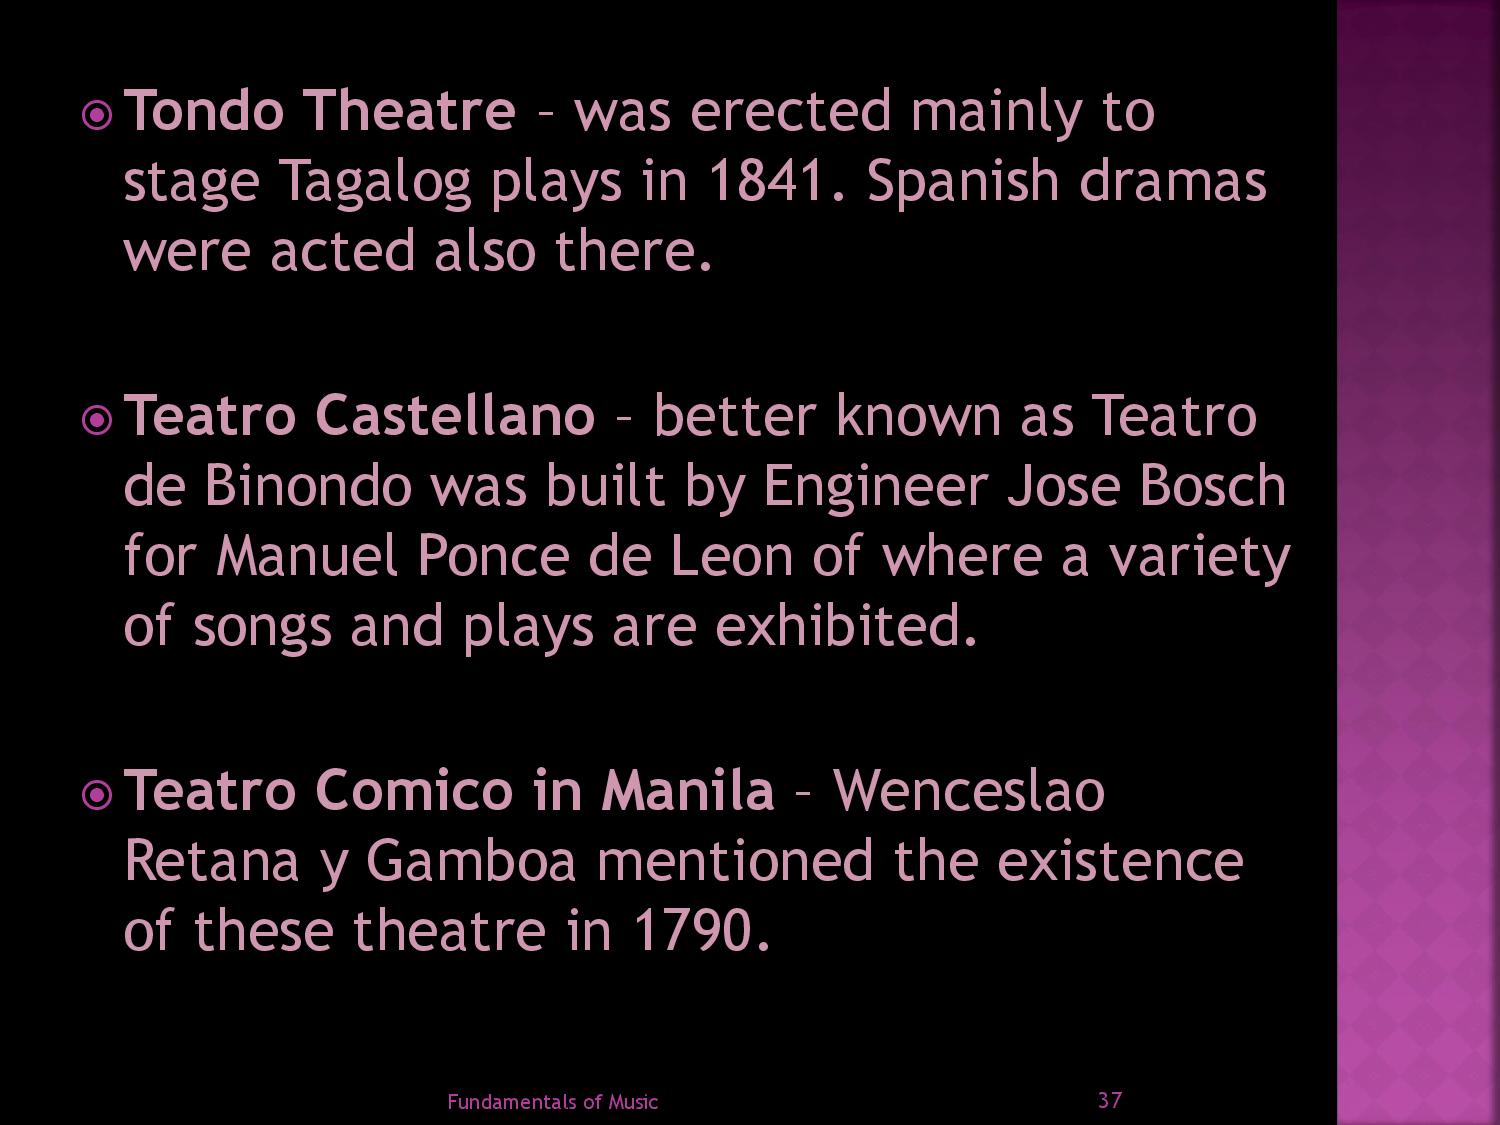 Tondo Theatre – was erected mainly to
stage Tagalog plays in 1841. Spanish dramas
were acted also there.
Teatro Castellano – better known as Teatro
de Binondo was built by Engineer Jose Bosch
for Manuel Ponce de Leon of where a variety
of songs and plays are exhibited.
Teatro Comico in Manila – Wenceslao
Retana y Gamboa mentioned the existence
of these theatre in 1790.
Fundamentals of Music
37